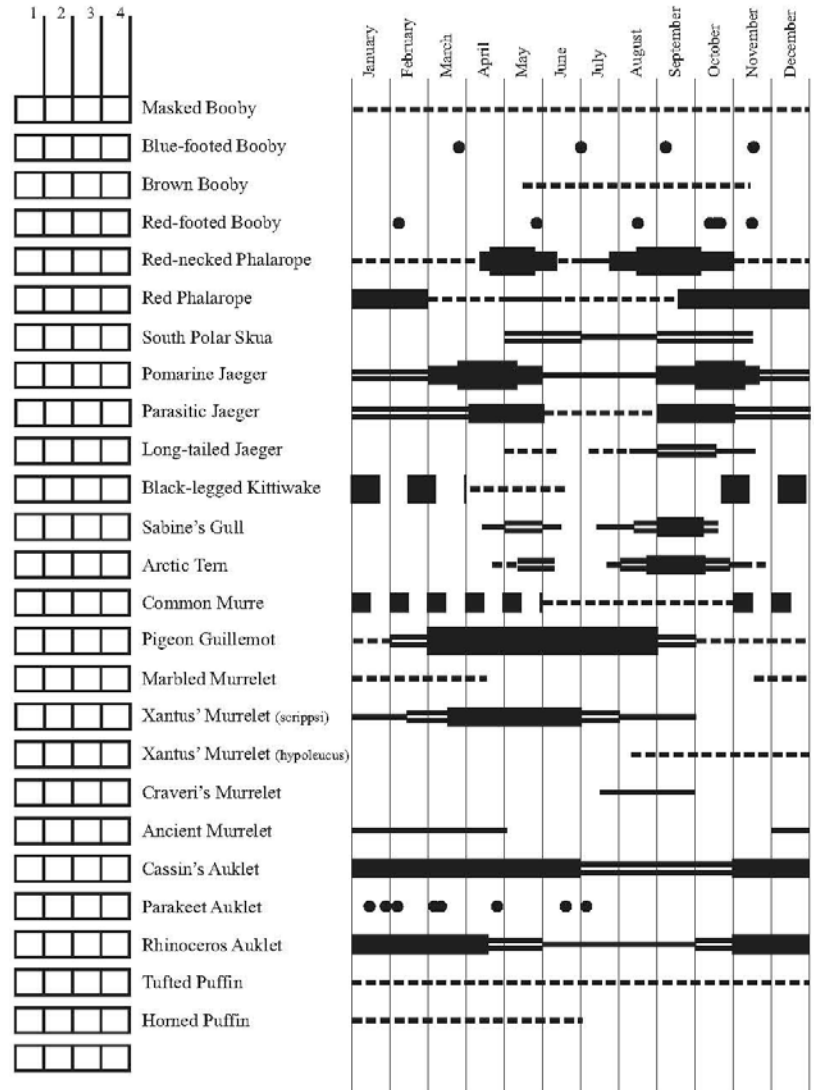 1 2 3 4
January February March April May June July August September October November December
Masked Booby
Blue-footed Booby
Brown Booby
Red-footed Booby
Red-necked Phalarope
Red Phalarope
South Polar Skua
Pomarine Jaeger
Parasitic Jaeger
Long-tailed Jaeger
Black-legged Kittiwake
Sabine's Gull
Arctic Tern
Common Murre
Pigeon Guillemot
Marbled Murrelet
Xantus' Murrelet (scrippsi)
Xantus' Murrelet (hypoleucus)
Craveri's Murrelet
Ancient Murrelet
Cassin's Auklet
Parakeet Auklet
Rhinoceros Auklet
Tufted Puffin
Horned Puffin